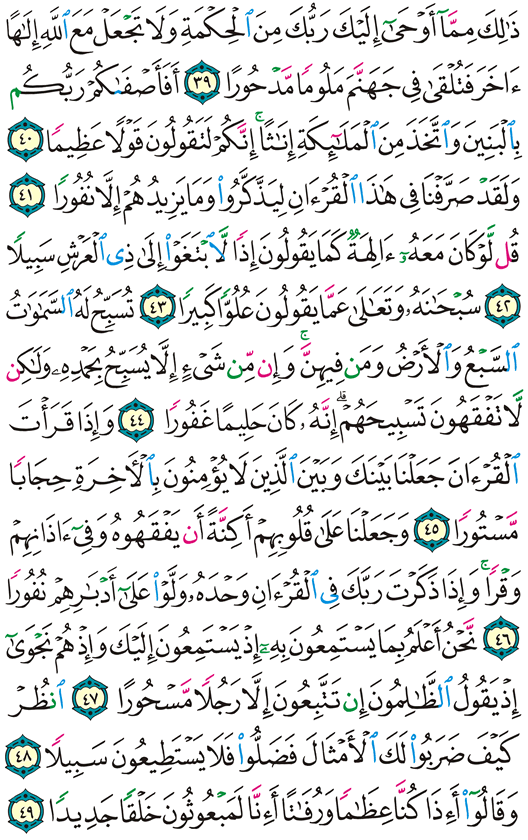 ذَٰلِكَ مِمَّآ أَوْحَىٰٓ إِلَيْكَ رَبُّكَ مِنَ ٱلْحِكْمَةِ وَلَا تَجْعَلْ مَعَ ٱللَّهِ إِلَٰهًا
ءَاخَرَ فَتُلْقَىٰ فِى جَهَنَّمَ مَلُومًا مَّدْحُورًا ٣٩ أَفَأَصْفَىٰكُمْ رَبُّكُم
بِٱلْبَنِينَ وَٱتَّخَذَ مِنَ ٱلْمَلَٰٓئِكَةِ إِنَٰثًا ۚ إِنَّكُمْ لَتَقُولُونَ قَوْلًا عَظِيمًا ٤٠
وَلَقَدْ صَرَّفْنَا فِى هَٰذَا ٱلْقُرْءَانِ لِيَذَّكَّرُوا۟ وَمَا يَزِيدُهُمْ إِلَّا نُفُورًا ٤١
قُل لَّوْ كَانَ مَعَهُۥٓ ءَالِهَةٌ كَمَا يَقُولُونَ إِذًا لَّٱبْتَغَوْا۟ إِلَىٰ ذِى ٱلْعَرْشِ سَبِيلًا
٤٢ سُبْحَٰنَهُۥ وَتَعَٰلَىٰ عَمَّا يَقُولُونَ عُلُوًّا كَبِيرًا ٤٣ تُسَبِّحُ لَهُ ٱلسَّمَٰوَٰتُ
ٱلسَّبْعُ وَٱلْأَرْضُ وَمَن فِيهِنَّ ۚ وَإِن مِّن شَىْءٍ إِلَّا يُسَبِّحُ بِحَمْدِهِۦ وَلَٰكِن
لَّا تَفْقَهُونَ تَسْبِيحَهُمْ ۗ إِنَّهُۥ كَانَ حَلِيمًا غَفُورًا ٤٤ وَإِذَا قَرَأْتَ
ٱلْقُرْءَانَ جَعَلْنَا بَيْنَكَ وَبَيْنَ ٱلَّذِينَ لَا يُؤْمِنُونَ بِٱلْءَاخِرَةِ حِجَابًا
مَّسْتُورًا ٤٥ وَجَعَلْنَا عَلَىٰ قُلُوبِهِمْ أَكِنَّةً أَن يَفْقَهُوهُ وَفِىٓ ءَاذَانِهِمْ
وَقْرًا ۚ وَإِذَا ذَكَرْتَ رَبَّكَ فِى ٱلْقُرْءَانِ وَحْدَهُۥ وَلَّوْا۟ عَلَىٰٓ أَدْبَٰرِهِمْ نُفُورًا
٤٦ نَّحْنُ أَعْلَمُ بِمَا يَسْتَمِعُونَ بِهِۦٓ إِذْ يَسْتَمِعُونَ إِلَيْكَ وَإِذْ هُمْ نَجْوَىٰٓ
إِذْ يَقُولُ ٱلظَّٰلِمُونَ إِن تَتَّبِعُونَ إِلَّا رَجُلًا مَّسْحُورًا ٤٧ ٱنظُرْ
كَيْفَ ضَرَبُوا۟ لَكَ ٱلْأَمْثَالَ فَضَلُّوا۟ فَلَا يَسْتَطِيعُونَ سَبِيلًا ٤٨
وَقَالُوٓا۟ أَءِذَا كُنَّا عِظَٰمًا وَرُفَٰتًا أَءِنَّا لَمَبْعُوثُونَ خَلْقًا جَدِيدًا ٤٩